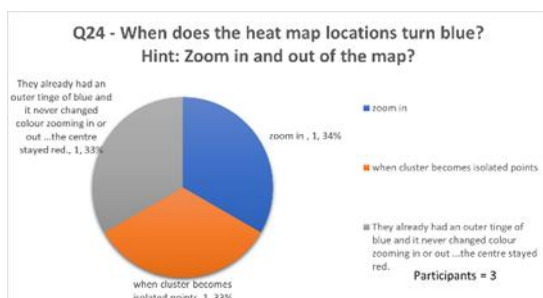 Q24 - When does the heat map locations turn blue?
Hint: Zoom in and out of the map?
They already had an
outer tinge of blue and
it never changed
colour zooming in or
out ...the centre
stayed red., 1, 33%
zoom in , 1, 34%
when cluster becomes
isolated points, 1, 33%
zoom in
when cluster becomes isolated points
They already had an outer tinge of
blue and it never changed colour
zooming in or out ...the centre stayed
red.
Participants = 3